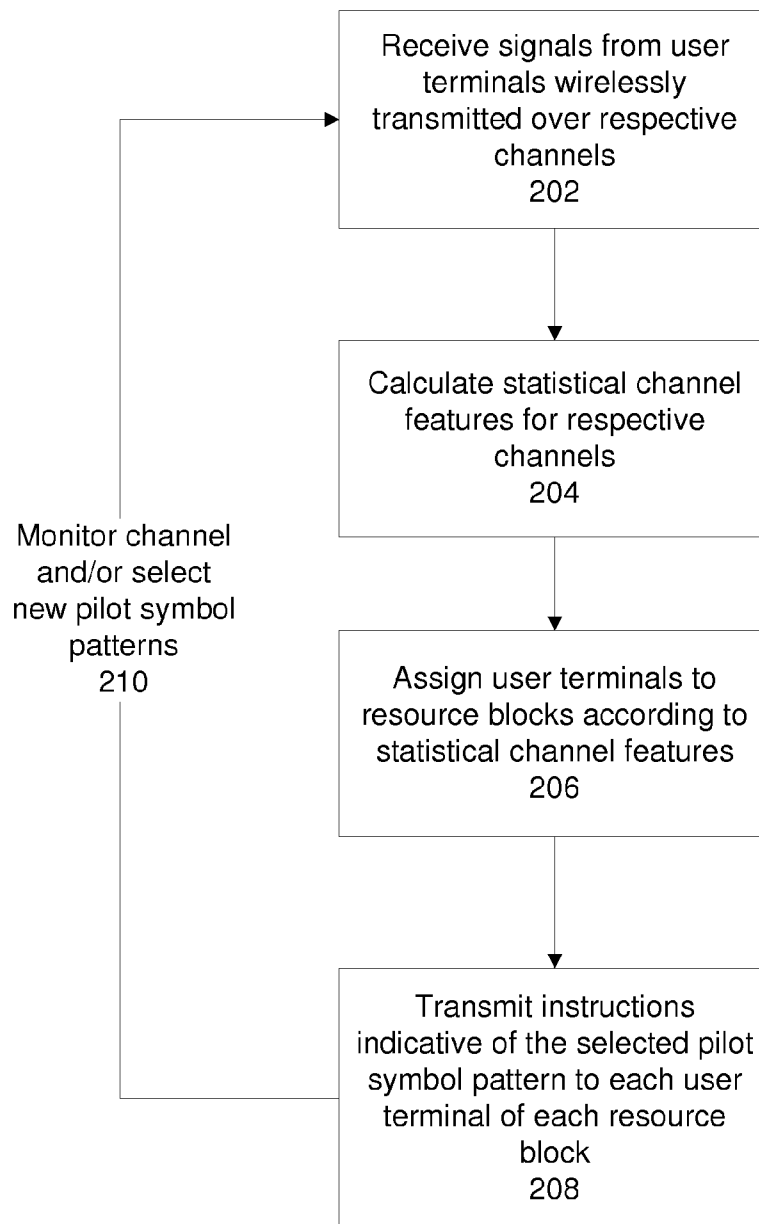 Receive signals from user
terminals wirelessly
transmitted over respective
channels
202
Calculate statistical channel
features for respective
channels
204
Monitor channel
and/or select
new pilot symbol
patterns
210
Assign user terminals to
resource blocks according to
statistical channel features
206
Transmit instructions
indicative of the selected pilot
symbol pattern to each user
terminal of each resource
block
208